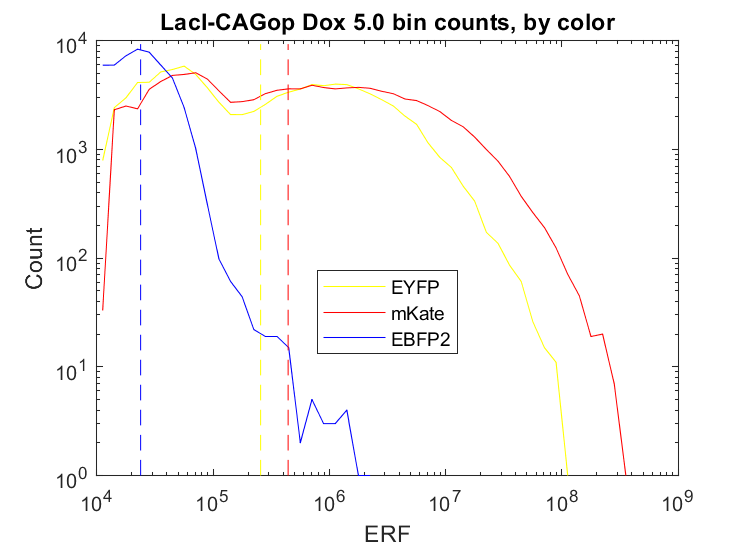 LacI-CAGop Dox 5.0 bin counts, by color
10^4
10^3
10^2
10^1
10^0
Count
EYFP
mKate
EBFP2
10^4 10^5 10^6 10^7 10^8 10^9
ERF